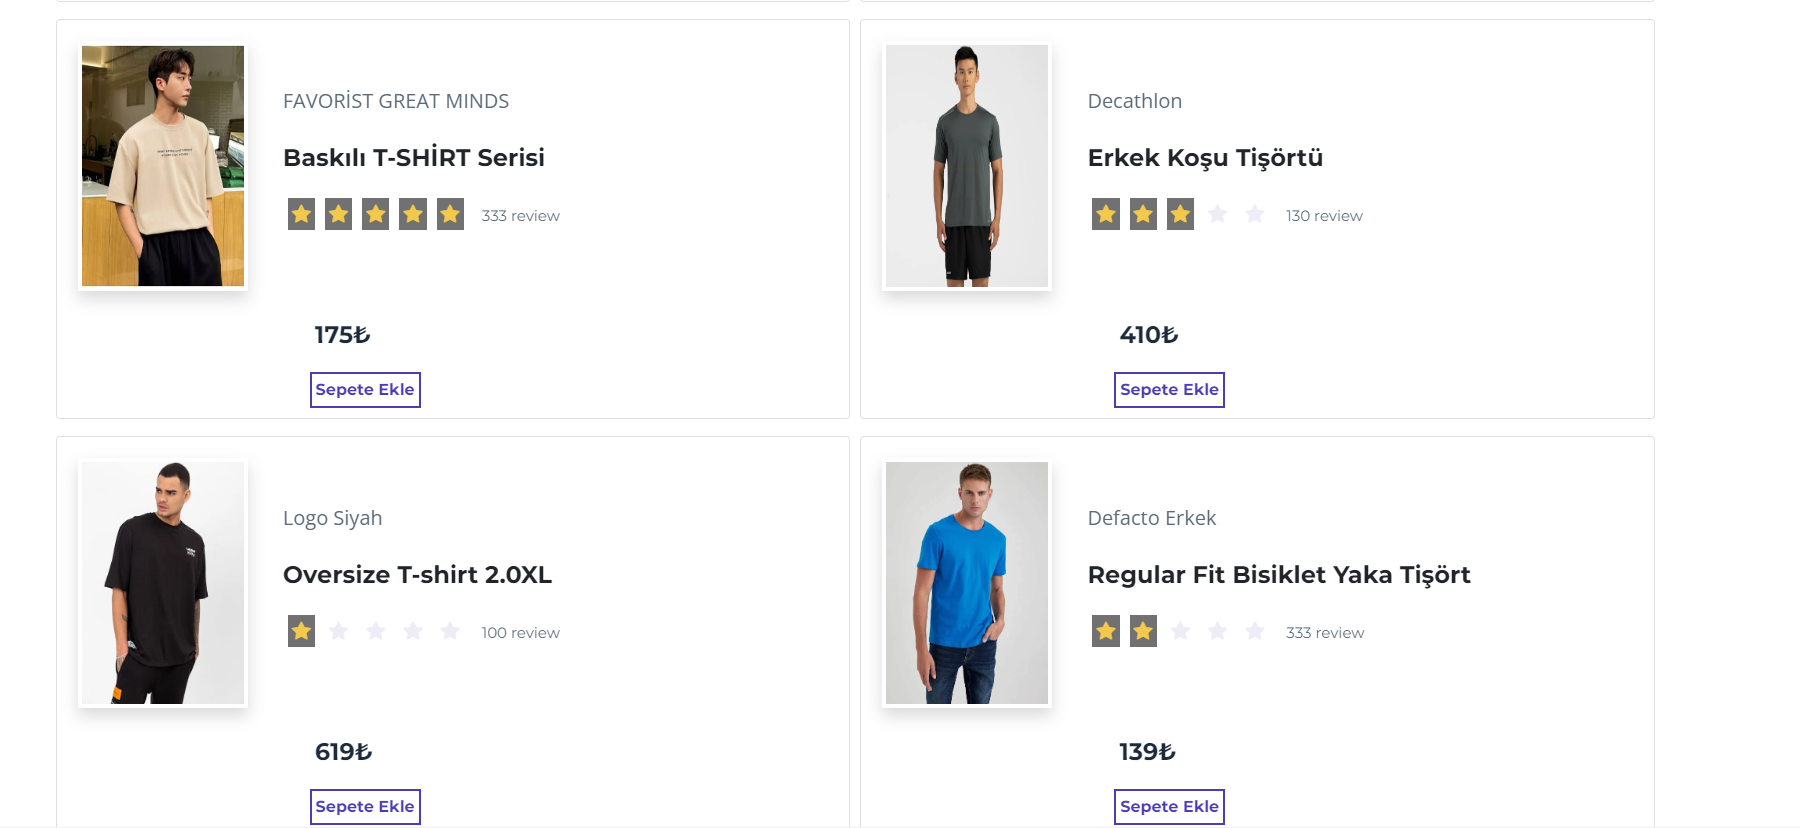 FAVORİST GREAT MINDS
Baskılı T-SHİRT Serisi
333 review
175₺
Sepete Ekle
Decathlon
Erkek Koşu Tişörtü
130 review
410₺
Sepete Ekle
Logo Siyah
Oversize T-shirt 2.0XL
100 review
619₺
Sepete Ekle
Defacto Erkek
Regular Fit Bisiklet Yaka Tişört
333 review
139₺
Sepete Ekle